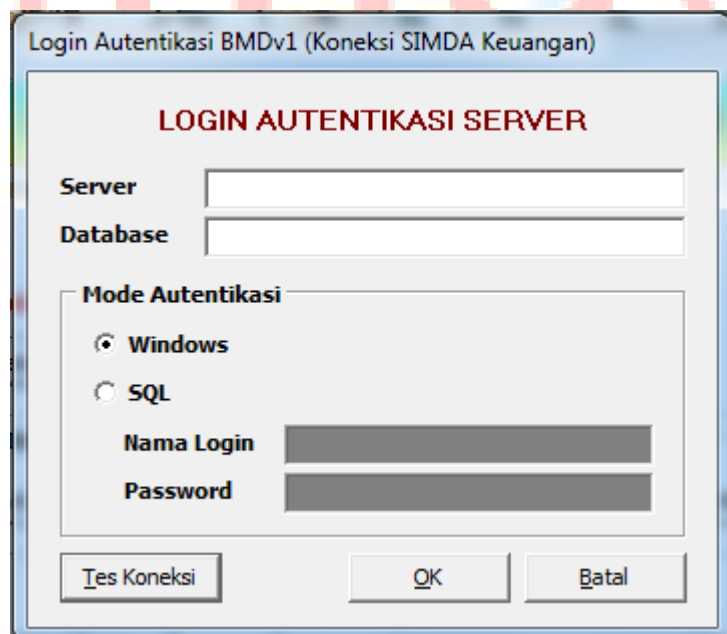 Login Autentikasi BMDv1 (Koneksi SIMDA Keuangan)
LOGIN AUTENTIKASI SERVER
Server
Database
Mode Autentikasi
Windows
SQL
Nama Login
Password
Tes Koneksi OK Batal